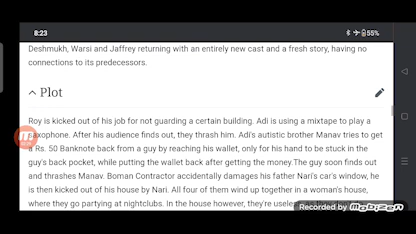 8:23
55%
Deshmukh, Warsi and Jaffrey returning with an entirely new cast and a fresh story, having no
connections to its predecessors.
Plot
Roy is kicked out of his job for not guarding a certain building. Adi is using a mixtape to play a
saxophone. After his audience finds out, they thrash him. Adi's autistic brother Manav tries to get
a Rs. 50 Banknote back from a guy by reaching his wallet, only for his hand to be stuck in the
guy's back pocket, while putting the wallet back after getting the money.The guy soon finds out
and thrashes Manav. Boman Contractor accidentally damages his father Nari's car's window, he
is then kicked out of his house by Nari. All four of them wind up together in a woman's house,
where they go partying at nightclubs. In the house however, they're useless
Recorded by Mobizen